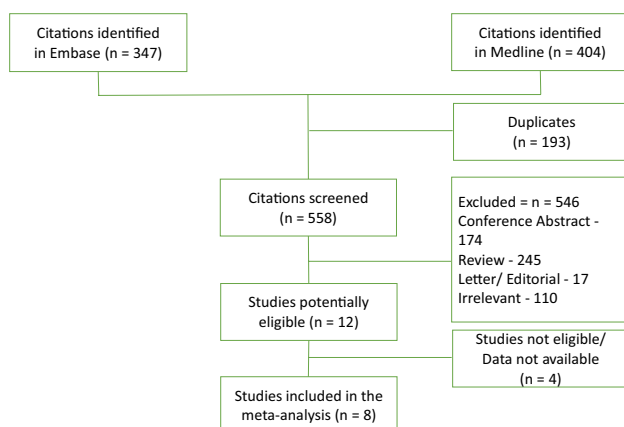 Citations identified
in Embase (n = 347)
Citations identified
in Medline (n = 404)
Duplicates
(n = 193)
Citations screened
(n = 558)
Excluded = n = 546
Conference Abstract -
174
Review - 245
Letter/ Editorial - 17
Irrelevant - 110
Studies potentially
eligible (n = 12)
Studies not eligible/
Data not available
(n = 4)
Studies included in the
meta-analysis (n = 8)